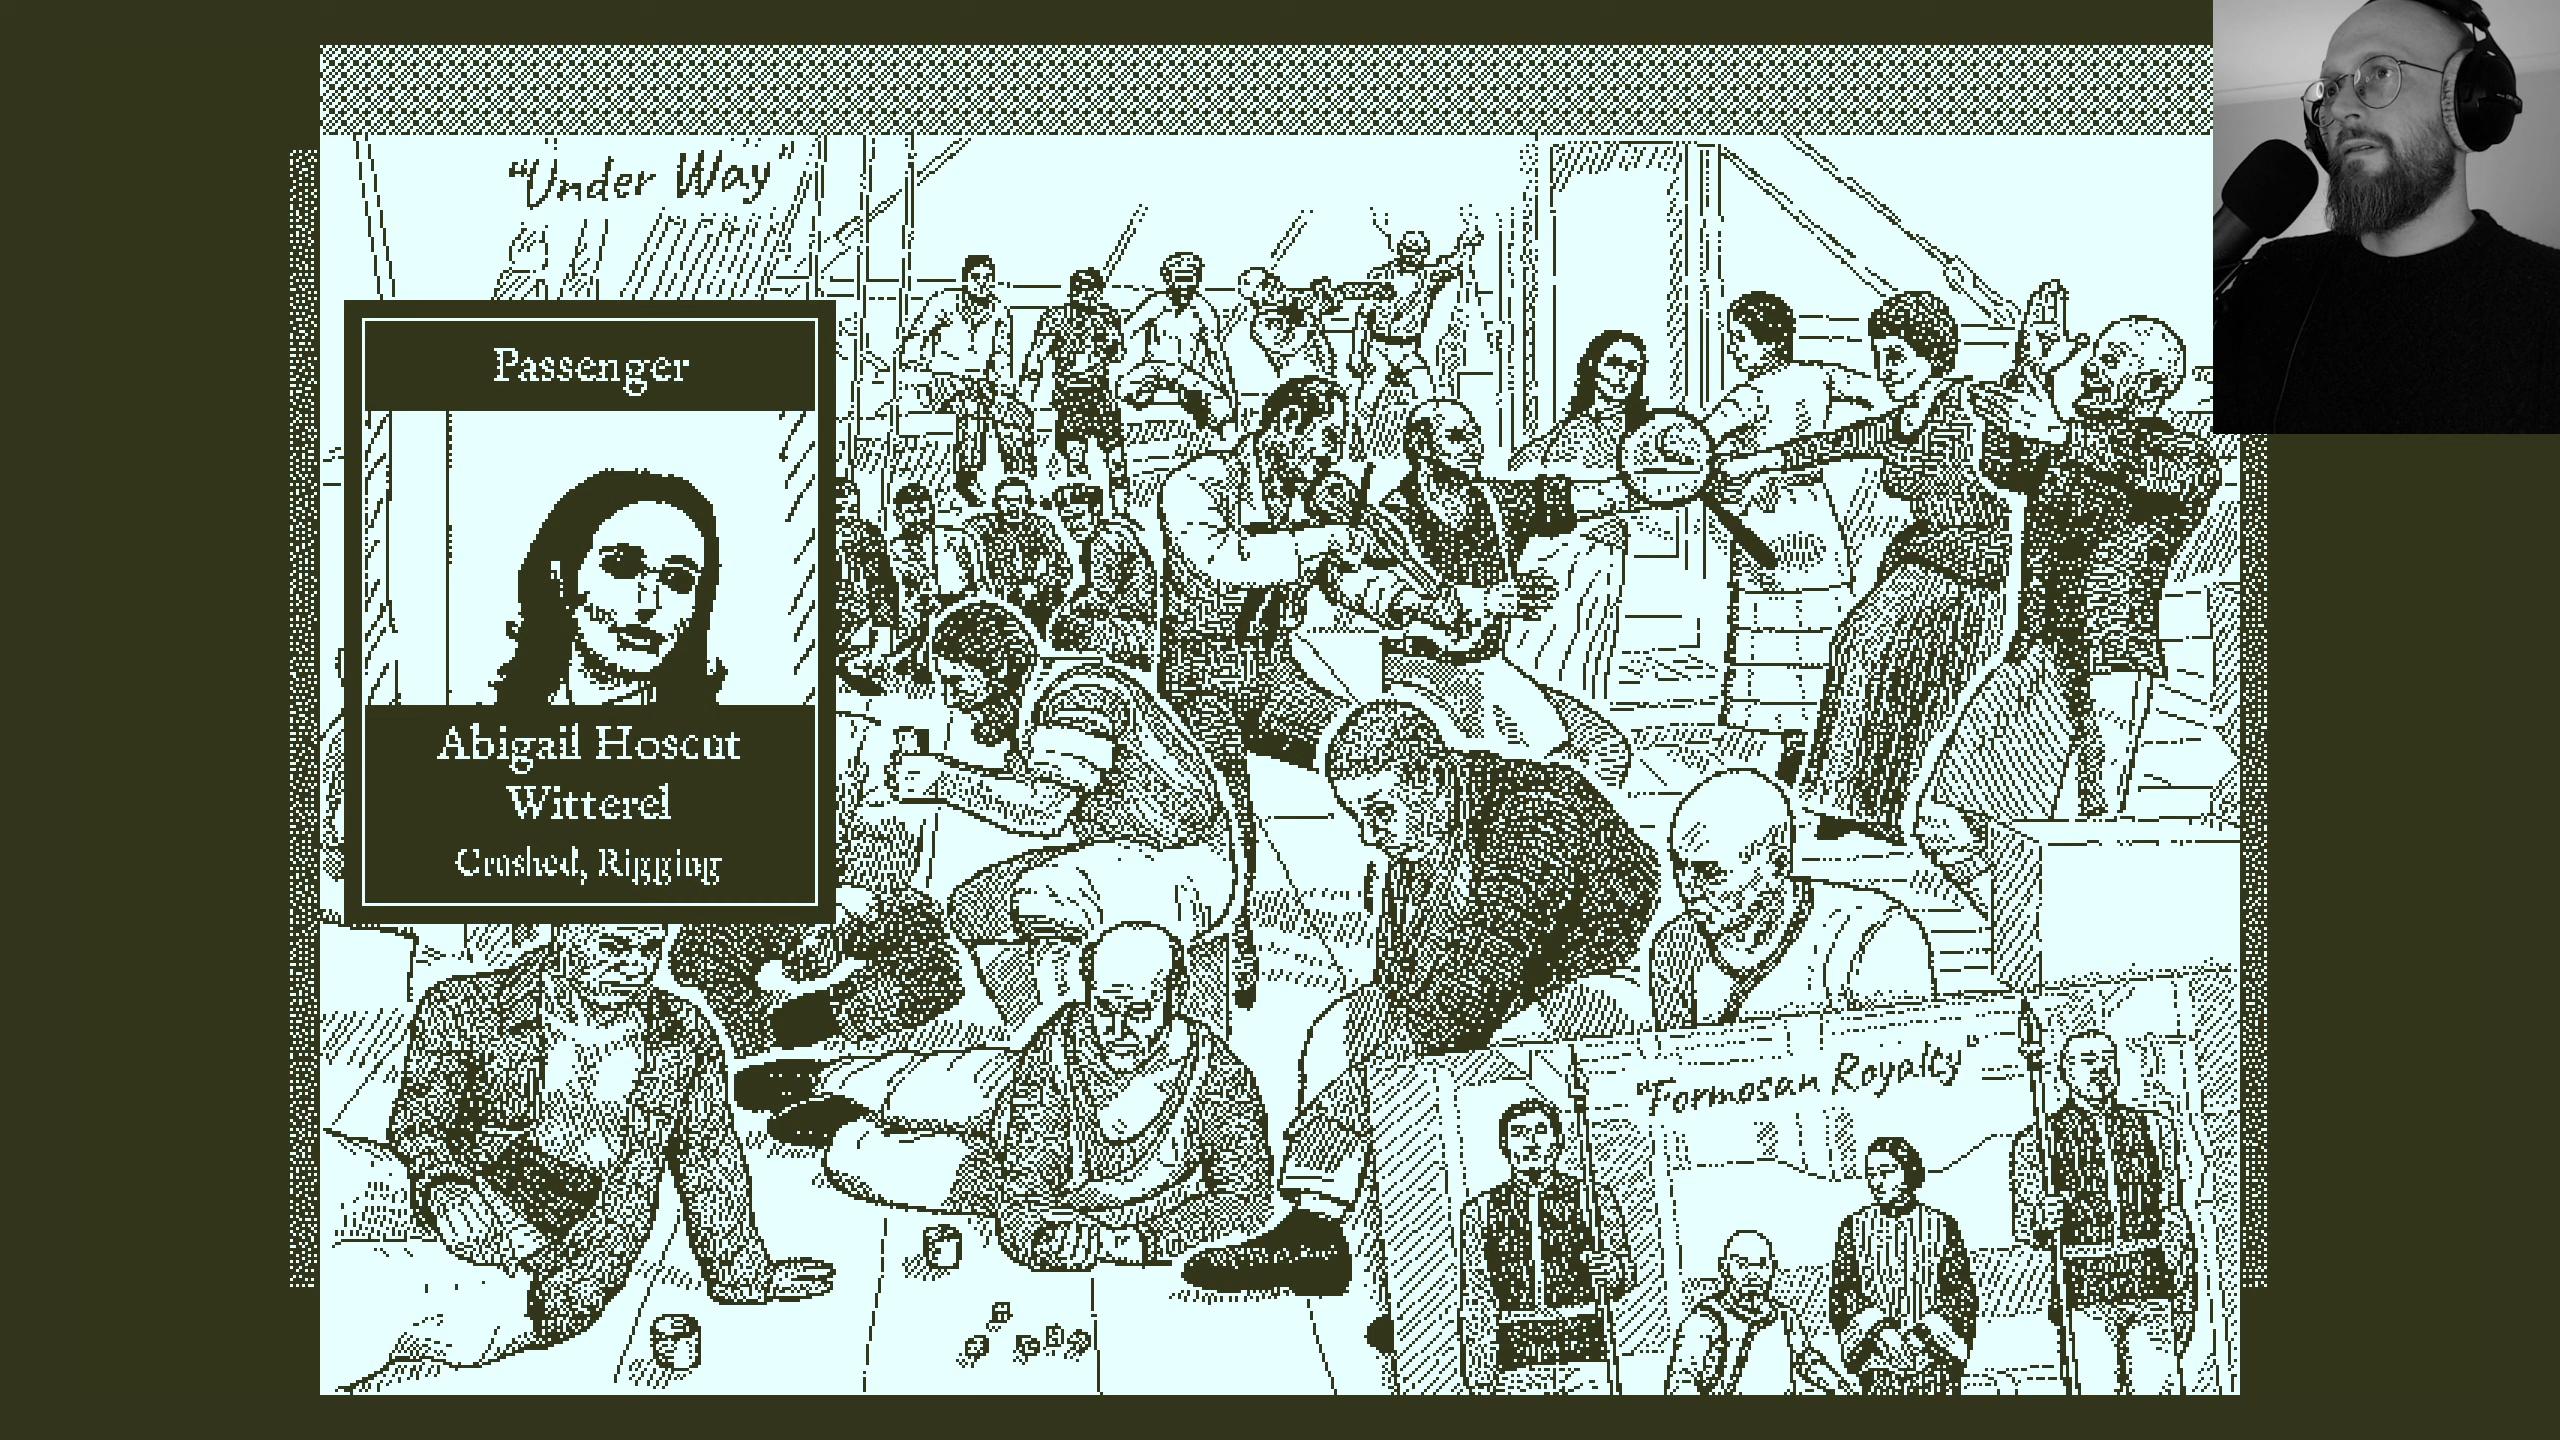 "Under Way"
Passenger
Abigail Hoscut
Witterel
Crushed, Rigging
"Formosan Royalty"